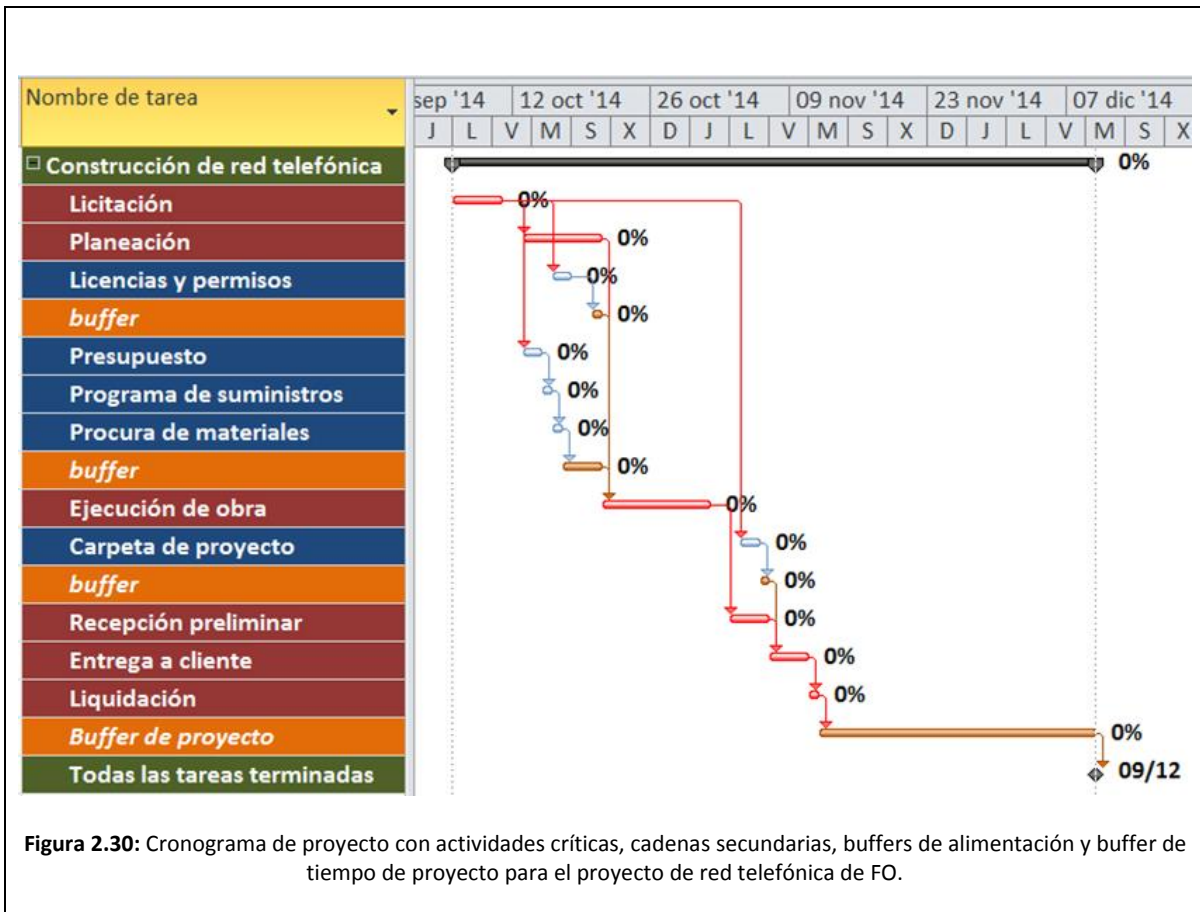 Nombre de tarea
sep '14 12 oct '14 26 oct '14 09 nov '14 23 nov '14 07 dic '14
J L V M S X D J L V M S X D J L V M S X
Construcción de red telefónica 0%
Licitación 0%
Planeación 0%
Licencias y permisos 0%
buffer 0%
Presupuesto 0%
Programa de suministros 0%
Procura de materiales 0%
buffer 0%
Ejecución de obra 0%
Carpeta de proyecto 0%
buffer 0%
Recepción preliminar 0%
Entrega a cliente 0%
Liquidación 0%
Buffer de proyecto 0%
Todas las tareas terminadas 09/12
Figura 2.30: Cronograma de proyecto con actividades críticas, cadenas secundarias, buffers de alimentación y buffer de
tiempo de proyecto para el proyecto de red telefónica de FO.